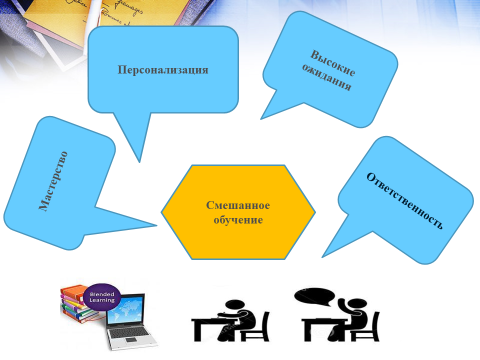 Персонализация
Высокие
ожидания
Мастерство
Ответственность
Смешанное
обучение
Blended
Learning